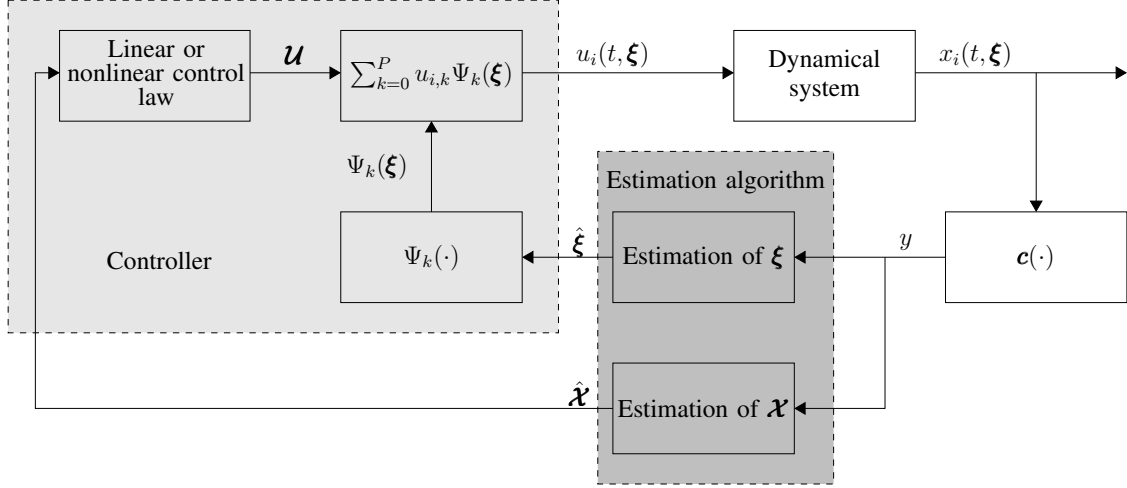 Linear or
nonlinear control
law
𝓤
∑_{k=0}^{P} u_{i,k}Ψ_k(ξ)
u_i(t, ξ)
Dynamical
system
x_i(t, ξ)
Ψ_k(ξ)
Estimation algorithm
Controller
Ψ_k(·)
ξ̂
Estimation of ξ
y
c(·)
𝓧̂
Estimation of 𝓧